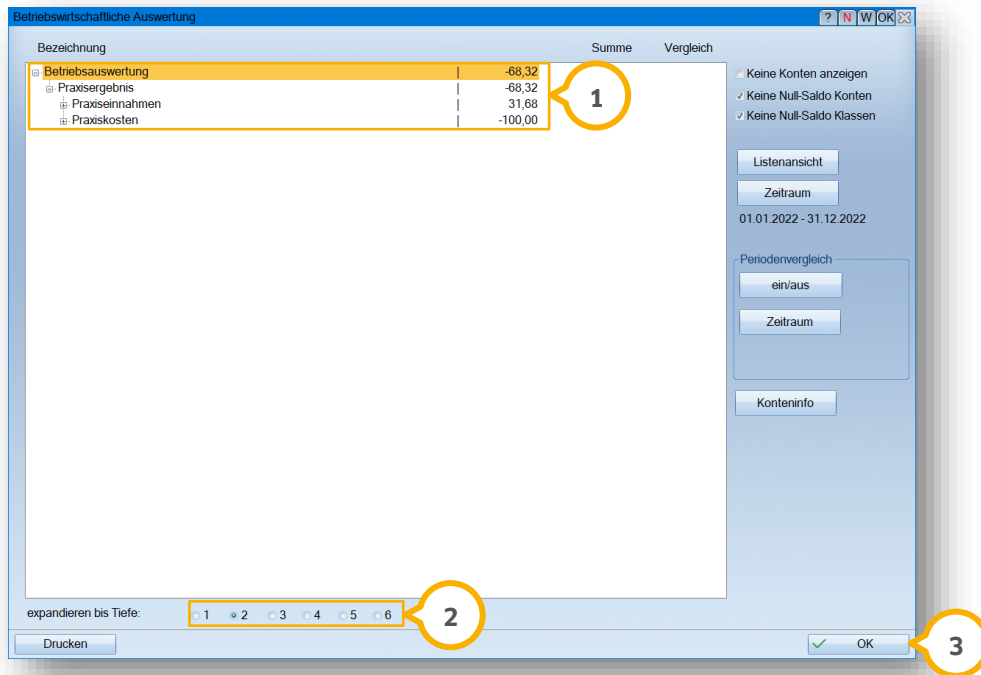 Betriebswirtschaftliche Auswertung ? N W OK
Bezeichnung Summe Vergleich
Betriebsauswertung | -68,32
Praxisergebnis | -68,32
Praxiseinnahmen | 31,68
Praxiskosten | -100,00
1
Keine Konten anzeigen
Keine Null-Saldo Konten
Keine Null-Saldo Klassen
Listenansicht
Zeitraum
01.01.2022 - 31.12.2022
Periodenvergleich
ein/aus
Zeitraum
Konteninfo
expandieren bis Tiefe: 1 2 3 4 5 6
2
Drucken
OK
3